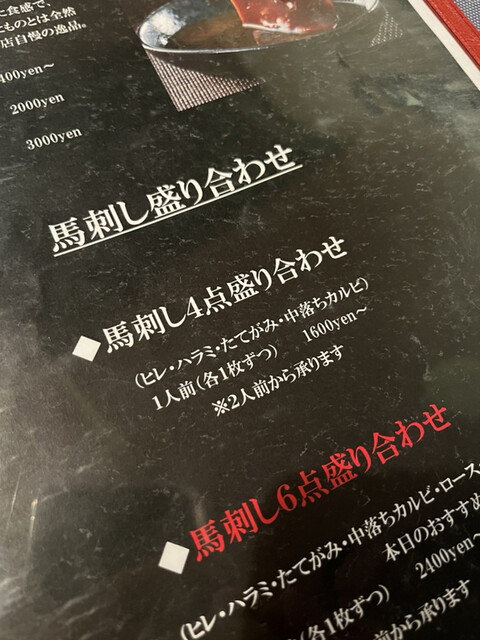 に食感で、
ものとは全然
店自慢の逸品。
400yen～
2000yen
3000yen
馬刺し盛り合わせ
◆馬刺し4点盛り合わせ
(ヒレ・ハラミ・たてがみ・中落ちカルビ)
1人前(各1枚ずつ) 1600yen～
※2人前から承ります
◆馬刺し6点盛り合わせ
(ヒレ・ハラミ・たてがみ・中落ちカルビ・ロース
本日のおすすめ
(各1枚ずつ) 2400yen～
前から承ります